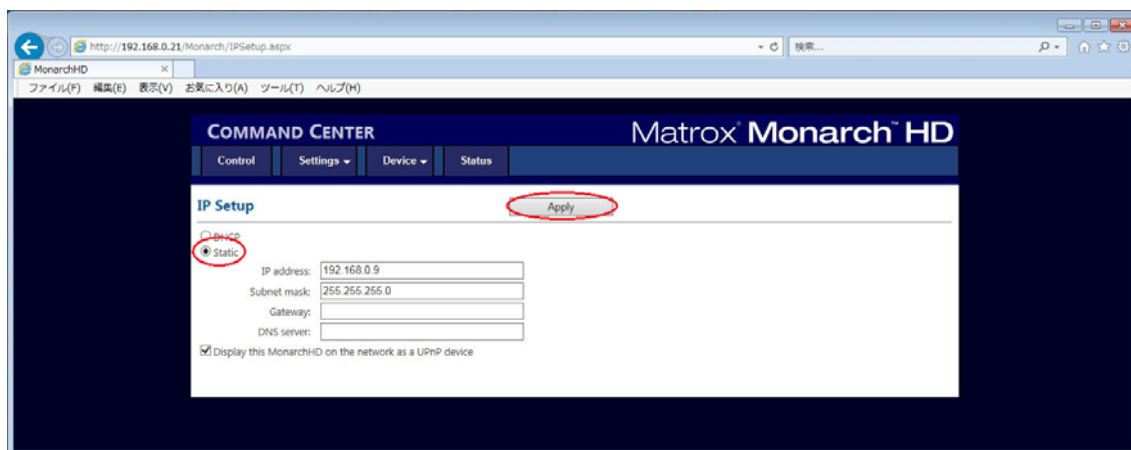 http://192.168.0.21/Monarch/IPSetup.aspx
検索...
MonarchHD
ファイル(F) 編集(E) 表示(V) お気に入り(A) ツール(T) ヘルプ(H)
COMMAND CENTER
Matrox® Monarch™ HD
Control Settings Device Status
IP Setup
Apply
DHCP
Static
IP address: 192.168.0.9
Subnet mask: 255.255.255.0
Gateway:
DNS server:
Display this MonarchHD on the network as a UPnP device